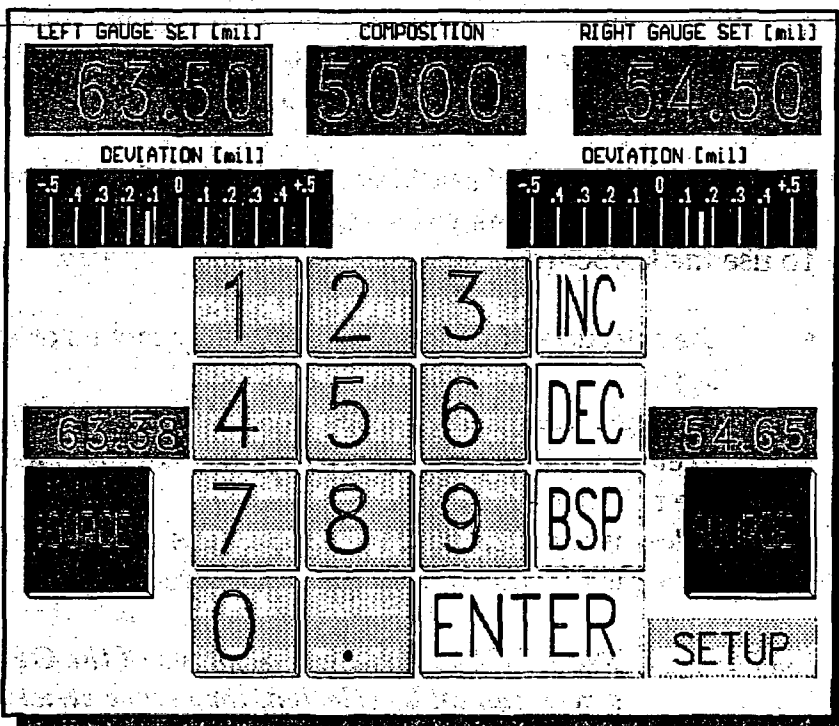 LEFT GAUGE SET [mil] COMPOSITION RIGHT GAUGE SET [mil]
63.50 5000 54.50
DEVIATION [mil] DEVIATION [mil]
-.5 .4 .3 .2 .1 0 .1 .2 .3 .4 +.5 -.5 .4 .3 .2 .1 0 .1 .2 .3 .4 +.5
1 2 3 INC
4 5 6 DEC
63.38 54.65
7 8 9 BSP
SOURCE SOURCE
0 . ENTER
SETUP